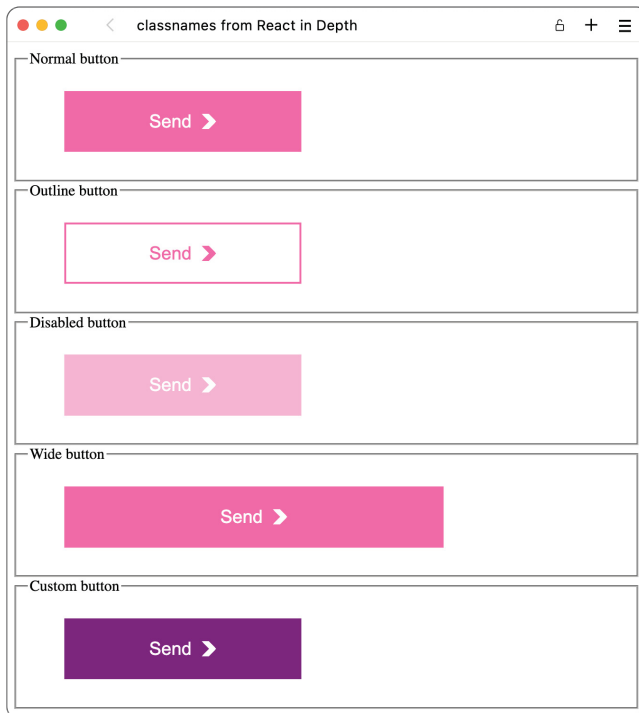 classnames from React in Depth
Normal button
Send
Outline button
Send
Disabled button
Send
Wide button
Send
Custom button
Send